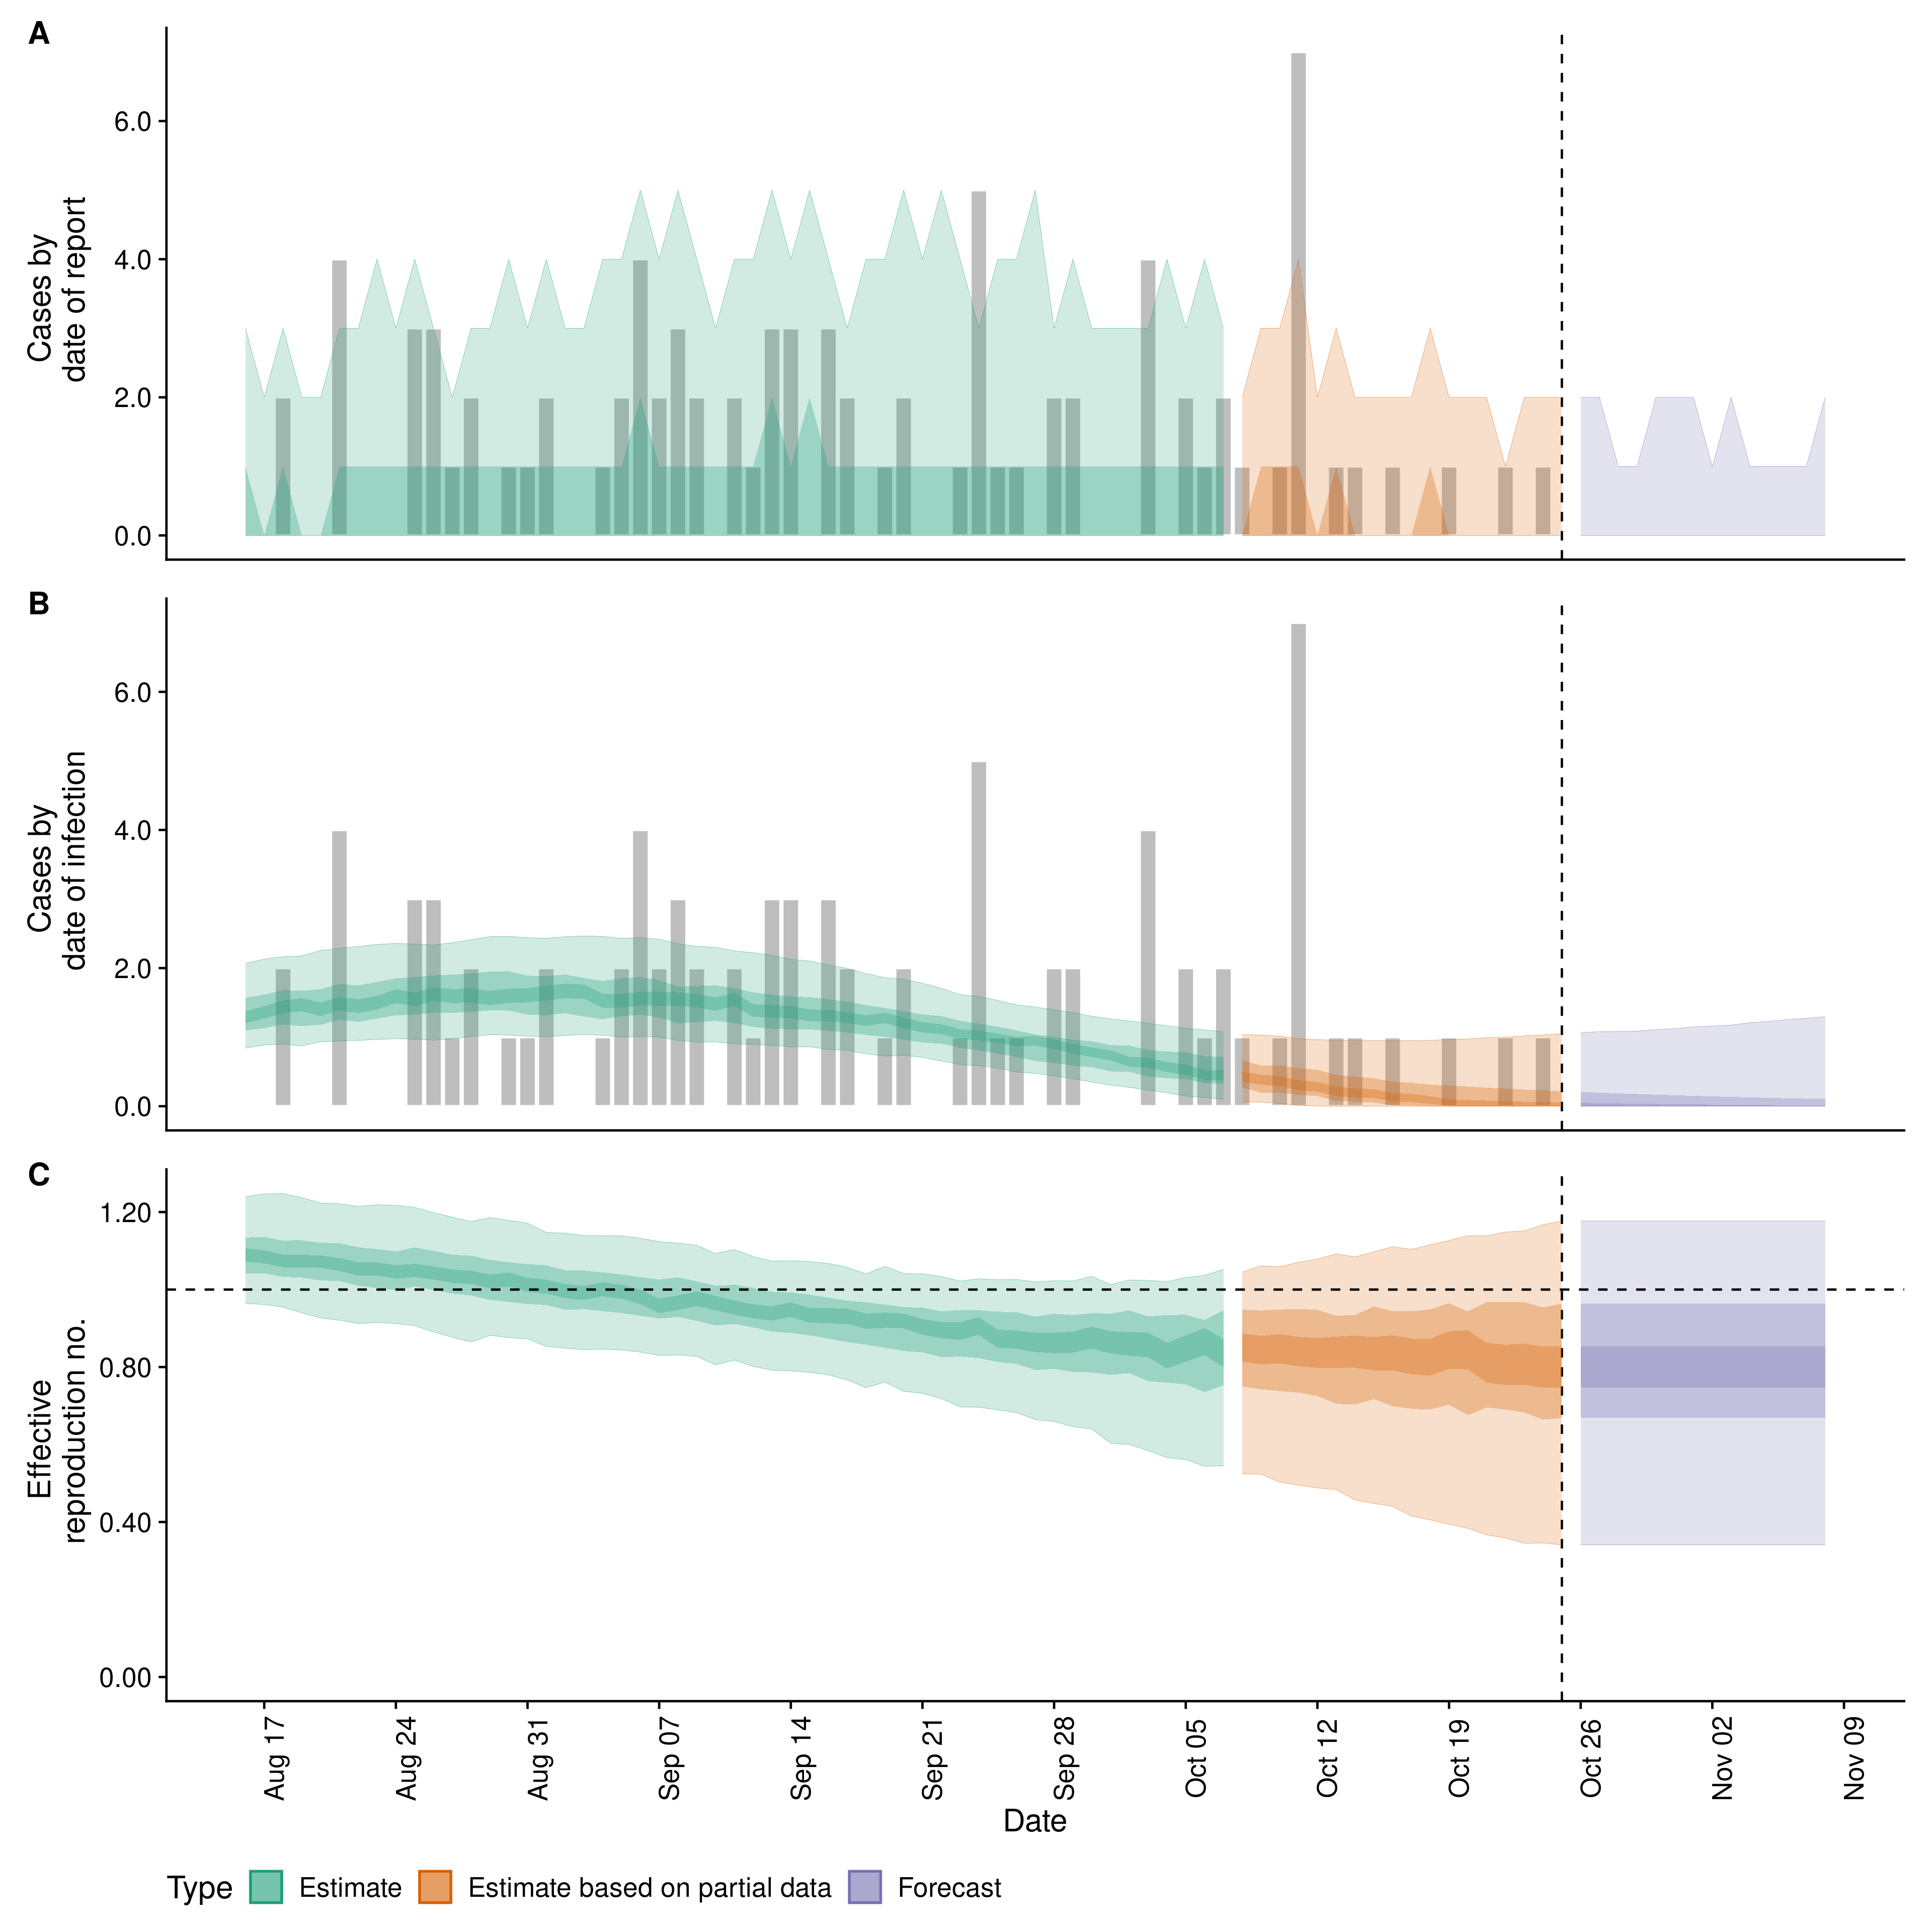 A
Cases by
date of report
6.0
4.0
2.0
0.0
B
Cases by
date of infection
6.0
4.0
2.0
0.0
C
Effective
reproduction no.
1.20
0.80
0.40
0.00
Aug 17
Aug 24
Aug 31
Sep 07
Sep 14
Sep 21
Sep 28
Oct 05
Oct 12
Oct 19
Oct 26
Nov 02
Nov 09
Date
Type Estimate Estimate based on partial data Forecast